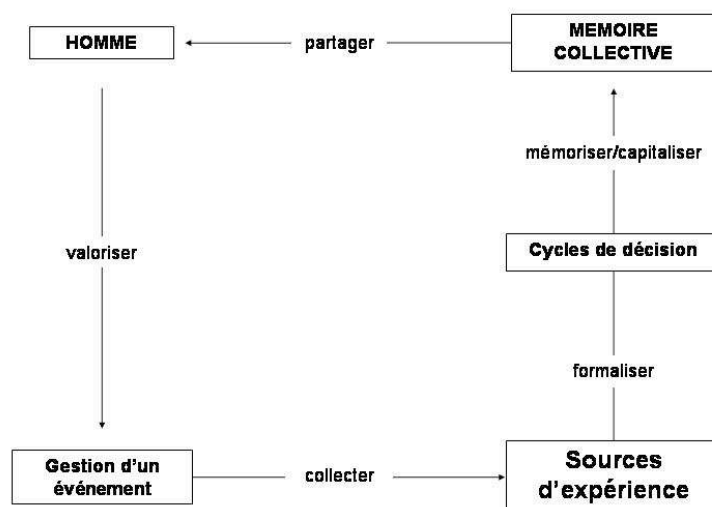 HOMME
partager
MEMOIRE
COLLECTIVE
mémoriser/capitaliser
valoriser
Cycles de décision
formaliser
Gestion d'un
événement
collecter
Sources
d'expérience